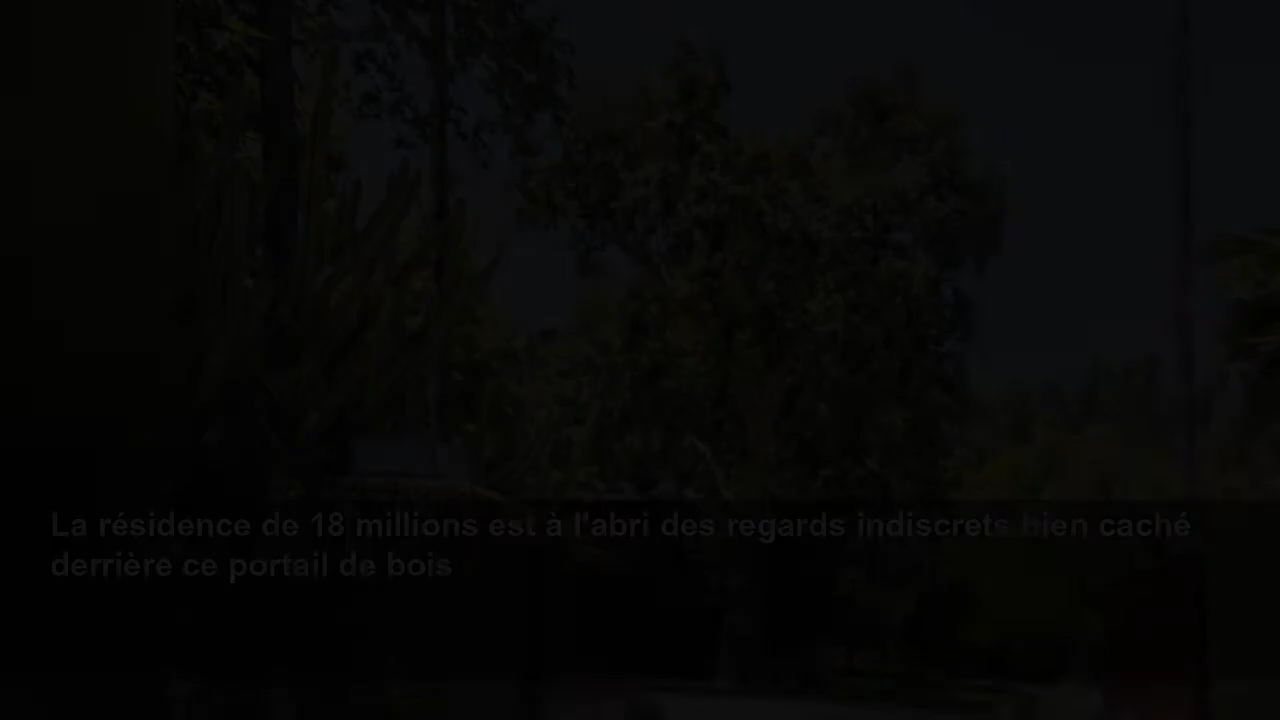 La résidence de 18 millions est à l'abri des regards indiscrets bien caché
derrière ce portail de bois